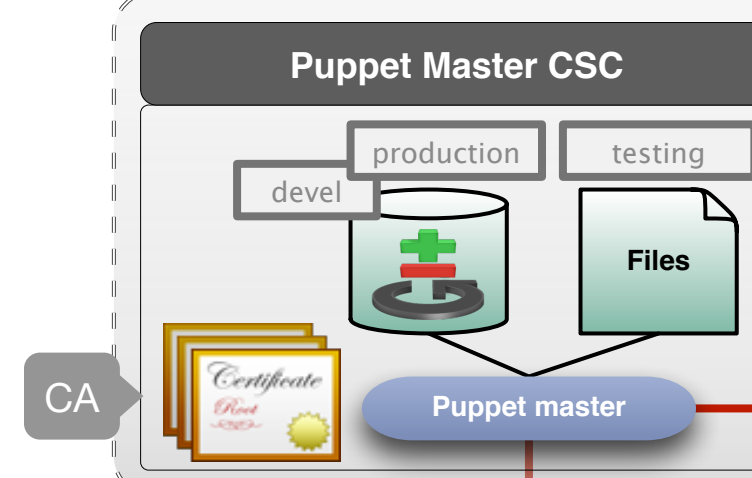 Puppet Master CSC
production
testing
devel
Files
Certificate
Root
CA
Puppet master